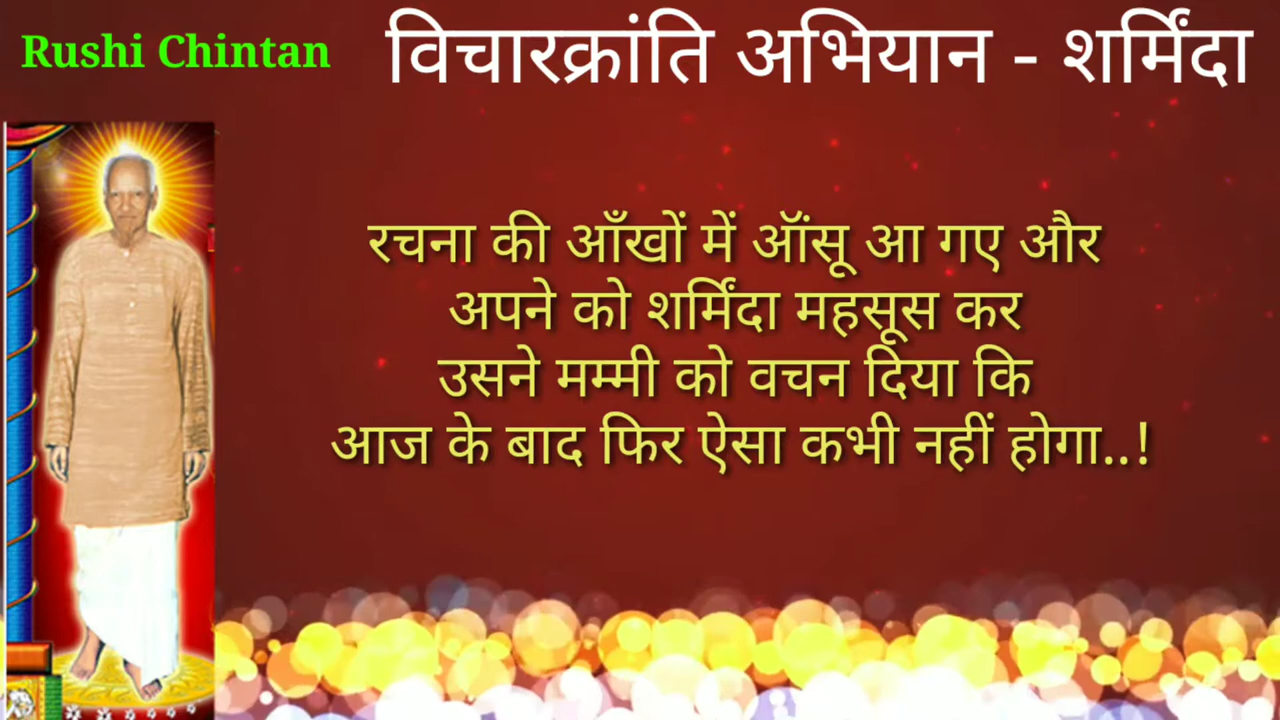 Rushi Chintan
विचारक्रांति अभियान - शर्मिंदा
रचना की आँखों में ऑंसू आ गए और
अपने को शर्मिंदा महसूस कर
उसने मम्मी को वचन दिया कि
आज के बाद फिर ऐसा कभी नहीं होगा..!